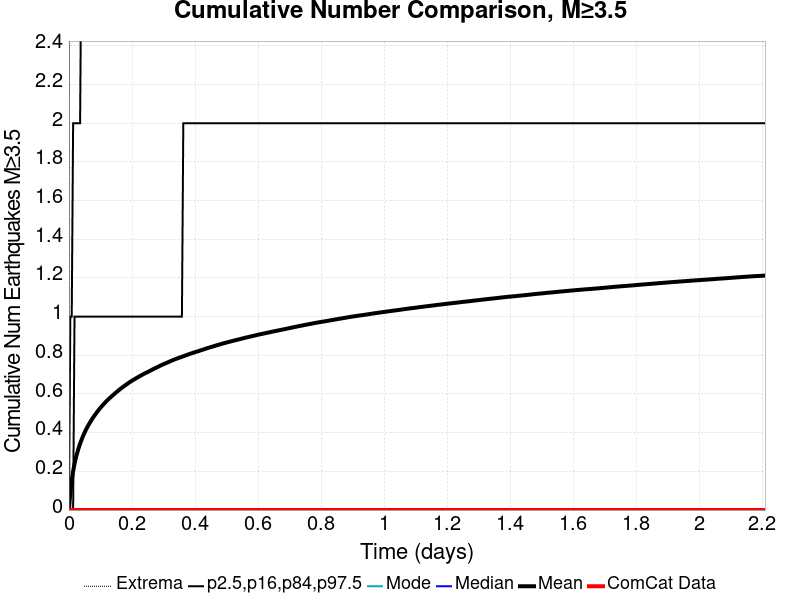 Cumulative Number Comparison, M≥3.5
Cumulative Num Earthquakes M≥3.5
2.4
2.2
2
1.8
1.6
1.4
1.2
1
0.8
0.6
0.4
0.2
0
0 0.2 0.4 0.6 0.8 1 1.2 1.4 1.6 1.8 2 2.2
Time (days)
Extrema p2.5,p16,p84,p97.5 Mode Median Mean ComCat Data